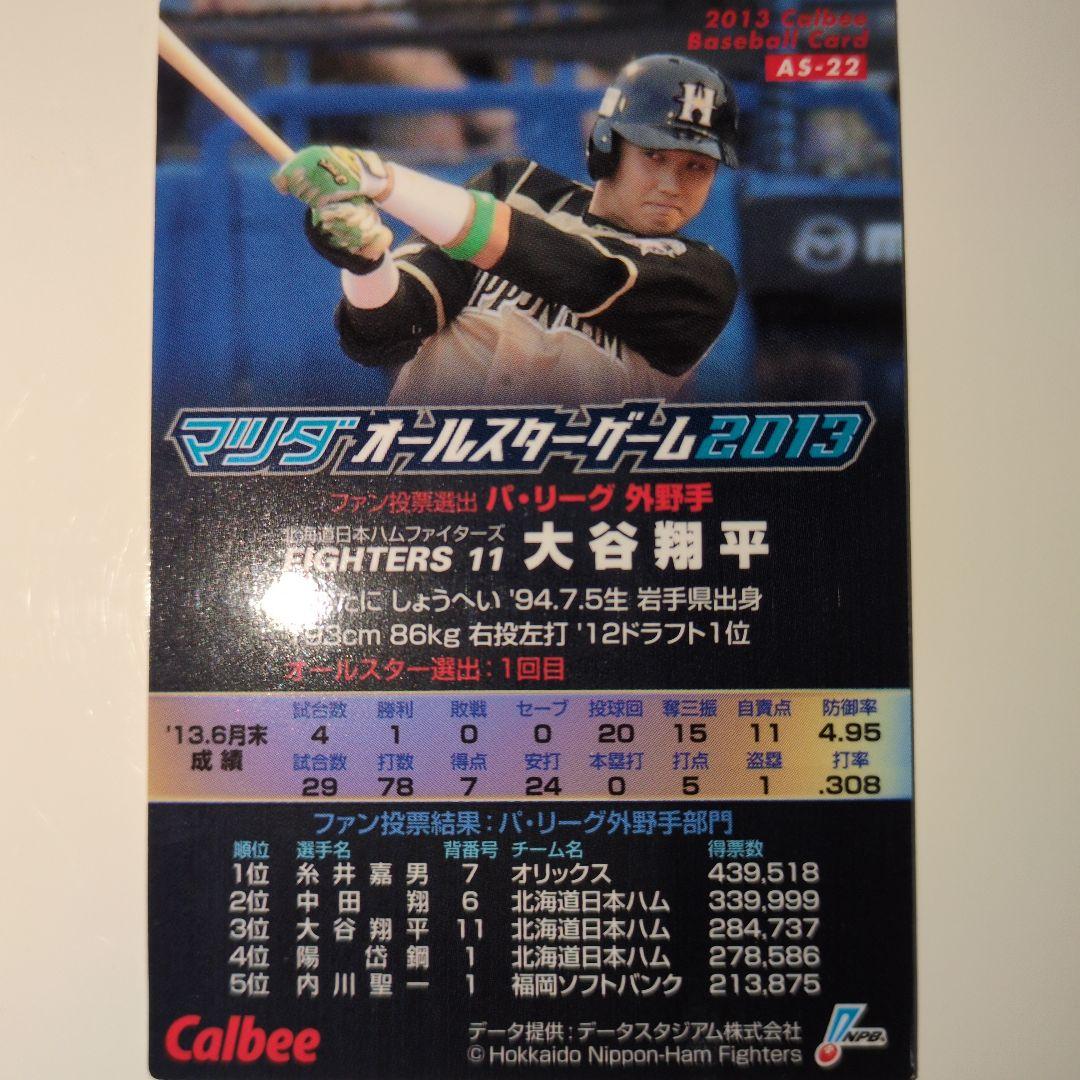 2013 Calbee
Baseball Card
AS-22
H
マツダ オールスターゲーム2013
ファン投票選出 パ・リーグ 外野手
北海道日本ハムファイターズ
FIGHTERS 11 大谷翔平
たに しょうへい '94.7.5生 岩手県出身
93cm 86kg 右投左打 '12ドラフト1位
オールスター選出：1回目
'13.6月末成績
試合数 勝利 敗戦 セーブ 投球回 奪三振 自責点 防御率
4 1 0 0 20 15 11 4.95
試合数 打数 得点 安打 本塁打 打点 盗塁 打率
29 78 7 24 0 5 1 .308
ファン投票結果：パ・リーグ外野手部門
順位 選手名 背番号 チーム名 得票数
1位 糸井嘉男 7 オリックス 439,518
2位 中田翔 6 北海道日本ハム 339,999
3位 大谷翔平 11 北海道日本ハム 284,737
4位 陽岱鋼 1 北海道日本ハム 278,586
5位 内川聖一 1 福岡ソフトバンク 213,875
Calbee
データ提供：データスタジアム株式会社
© Hokkaido Nippon-Ham Fighters
NPB